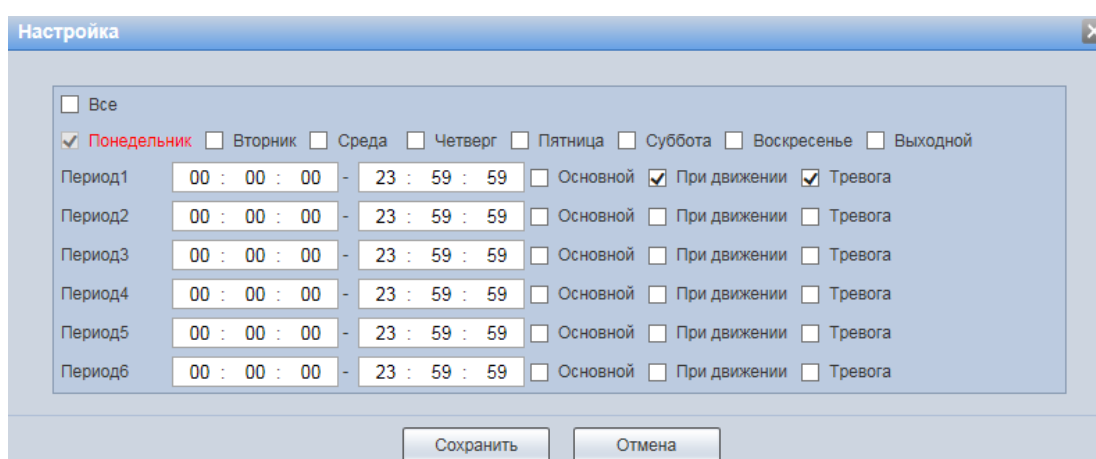 Настройка
Все
Понедельник Вторник Среда Четверг Пятница Суббота Воскресенье Выходной
Период1 00 : 00 : 00 - 23 : 59 : 59 Основной При движении Тревога
Период2 00 : 00 : 00 - 23 : 59 : 59 Основной При движении Тревога
Период3 00 : 00 : 00 - 23 : 59 : 59 Основной При движении Тревога
Период4 00 : 00 : 00 - 23 : 59 : 59 Основной При движении Тревога
Период5 00 : 00 : 00 - 23 : 59 : 59 Основной При движении Тревога
Период6 00 : 00 : 00 - 23 : 59 : 59 Основной При движении Тревога
Сохранить Отмена